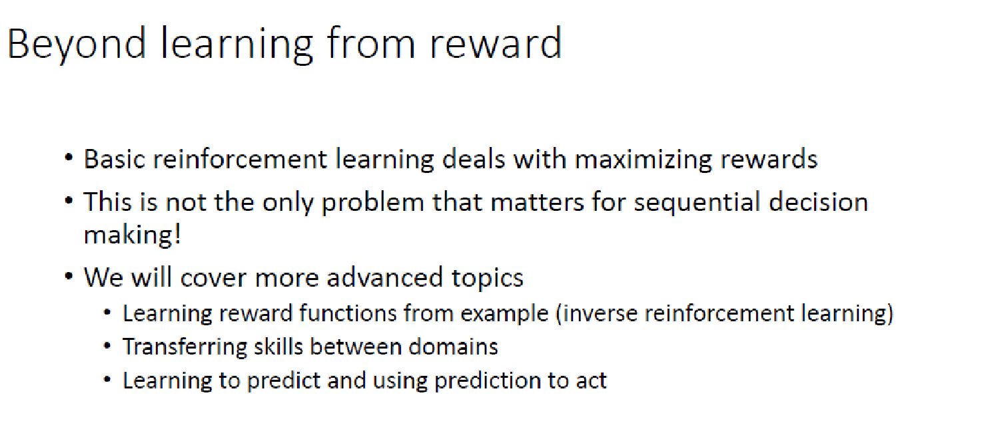 Beyond learning from reward
• Basic reinforcement learning deals with maximizing rewards
• This is not the only problem that matters for sequential decision
making!
• We will cover more advanced topics
• Learning reward functions from example (inverse reinforcement learning)
• Transferring skills between domains
• Learning to predict and using prediction to act